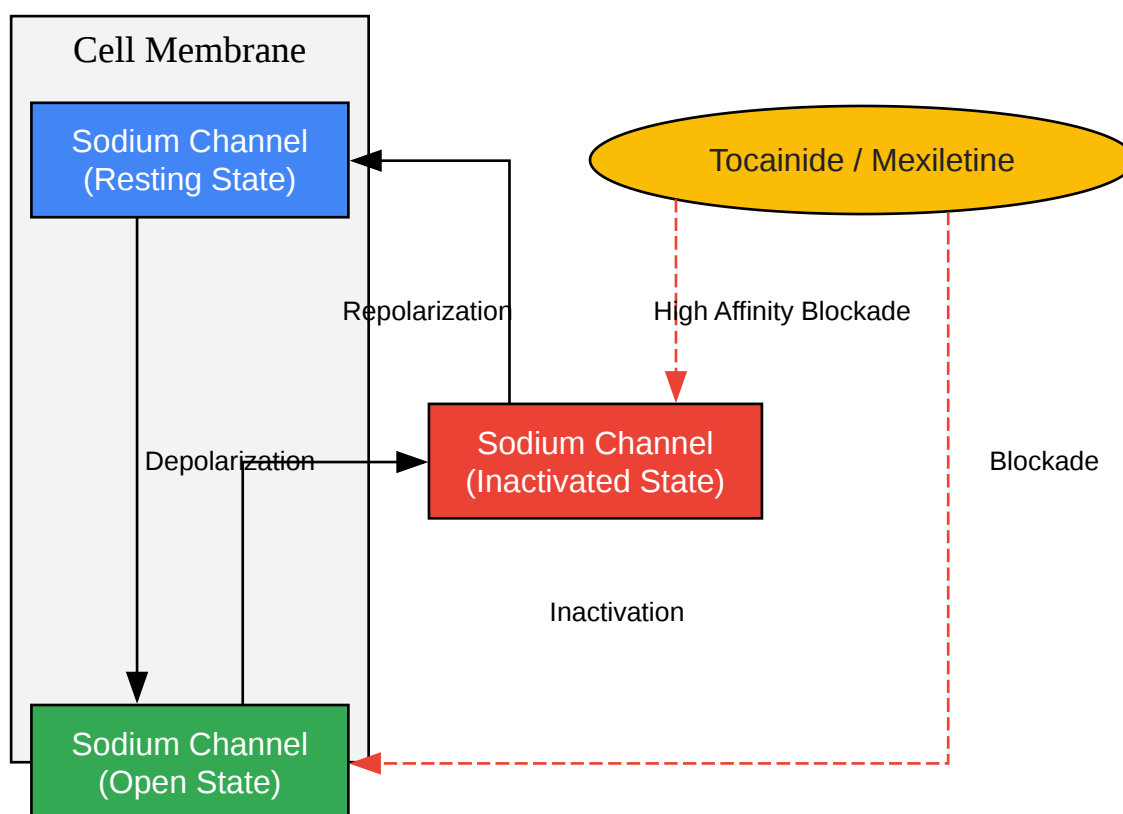 Cell Membrane
Sodium Channel
(Resting State)
Tocainide / Mexiletine
Repolarization
High Affinity Blockade
Sodium Channel
(Inactivated State)
Depolarization
Blockade
Inactivation
Sodium Channel
(Open State)